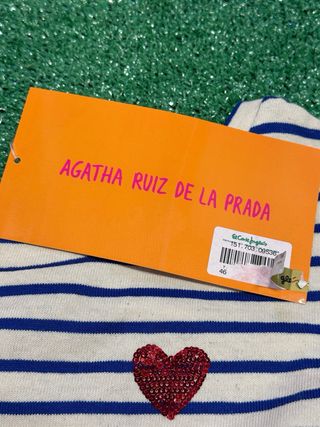 AGATHA RUIZ DE LA PRADA
El Corte Inglés
46